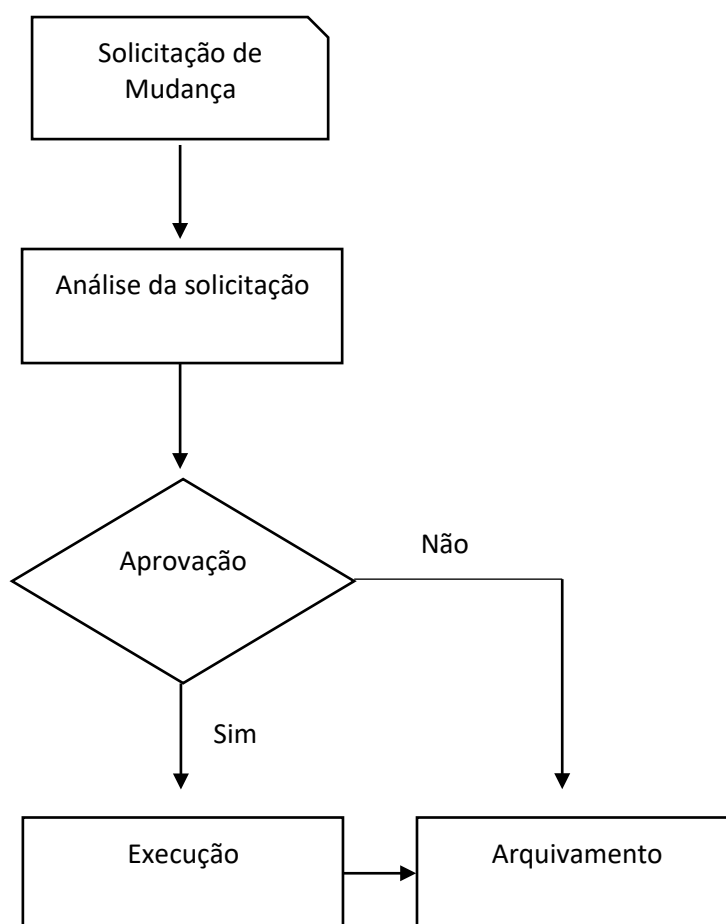 Solicitação de
Mudança
Análise da solicitação
Aprovação
Não
Sim
Execução
Arquivamento